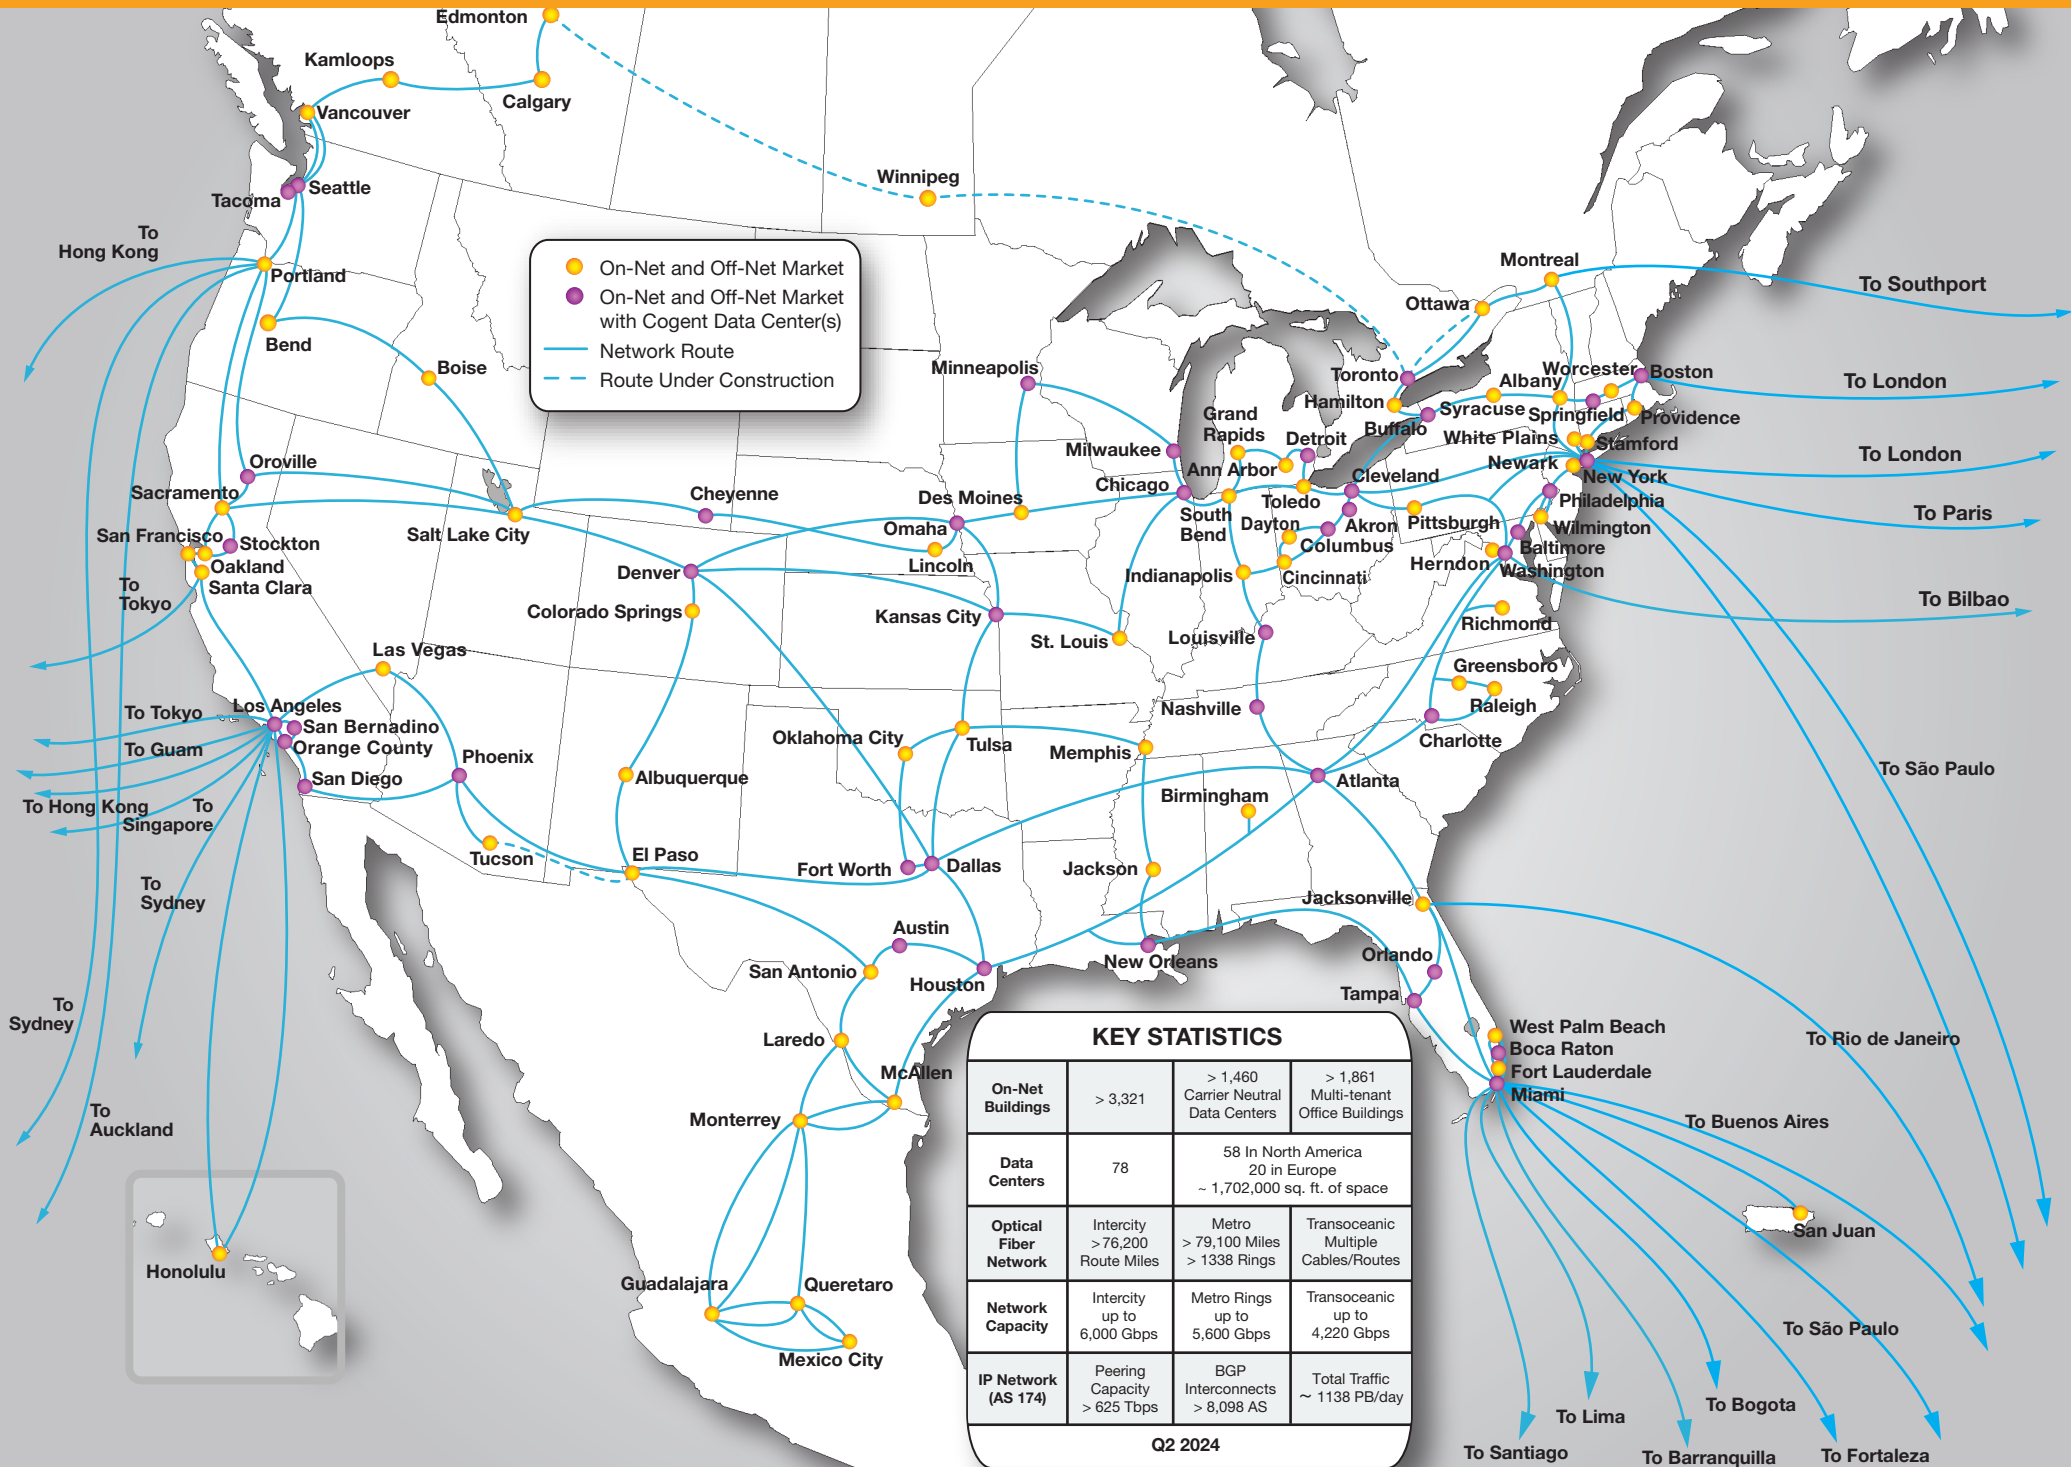 Edmonton
Kamloops
Calgary
Vancouver
Winnipeg
Seattle
Tacoma
To
Hong Kong
Portland
On-Net and Off-Net Market
On-Net and Off-Net Market
with Cogent Data Center(s)
Network Route
Route Under Construction
Montreal
Ottawa
To Southport
Bend
Boise
Minneapolis
Toronto
Worcester
Boston
Albany
To London
Hamilton
Syracuse
Springfield
Providence
Grand
Rapids
Detroit
Buffalo
White Plains
Stamford
Milwaukee
Ann Arbor
Newark
New York
To London
Oroville
Chicago
Cleveland
Sacramento
Cheyenne
Des Moines
Toledo
Philadelphia
South
Bend
Dayton
Akron
Pittsburgh
Wilmington
To Paris
San Francisco
Stockton
Salt Lake City
Omaha
Columbus
Baltimore
Oakland
Lincoln
Herndon
Washington
Santa Clara
Denver
Indianapolis
Cincinnati
To
Tokyo
Colorado Springs
Kansas City
To Bilbao
Richmond
St. Louis
Louisville
Las Vegas
Greensboro
Los Angeles
Raleigh
To Tokyo
San Bernadino
Nashville
To Guam
Orange County
Oklahoma City
Tulsa
Memphis
Charlotte
Phoenix
San Diego
Albuquerque
Atlanta
To São Paulo
To Hong Kong
To
Singapore
Birmingham
Tucson
El Paso
Fort Worth
Dallas
Jackson
To
Sydney
Jacksonville
Austin
Orlando
San Antonio
Houston
New Orleans
Tampa
To
Sydney
Laredo
West Palm Beach
Boca Raton
To Rio de Janeiro
McAllen
Fort Lauderdale
Miami
To
Auckland
Monterrey
To Buenos Aires
San Juan
Honolulu
Guadalajara
Queretaro
Mexico City
To São Paulo
To Bogota
To Lima
To Santiago
To Barranquilla
To Fortaleza
KEY STATISTICS
On-Net
Buildings
> 3,321
> 1,460
Carrier Neutral
Data Centers
> 1,861
Multi-tenant
Office Buildings
Data
Centers
78
58 In North America
20 in Europe
~ 1,702,000 sq. ft. of space
Optical
Fiber
Network
Intercity
>76,200
Route Miles
Metro
> 79,100 Miles
> 1338 Rings
Transoceanic
Multiple
Cables/Routes
Network
Capacity
Intercity
up to
6,000 Gbps
Metro Rings
up to
5,600 Gbps
Transoceanic
up to
4,220 Gbps
IP Network
(AS 174)
Peering
Capacity
> 625 Tbps
BGP
Interconnects
> 8,098 AS
Total Traffic
~ 1138 PB/day
Q2 2024